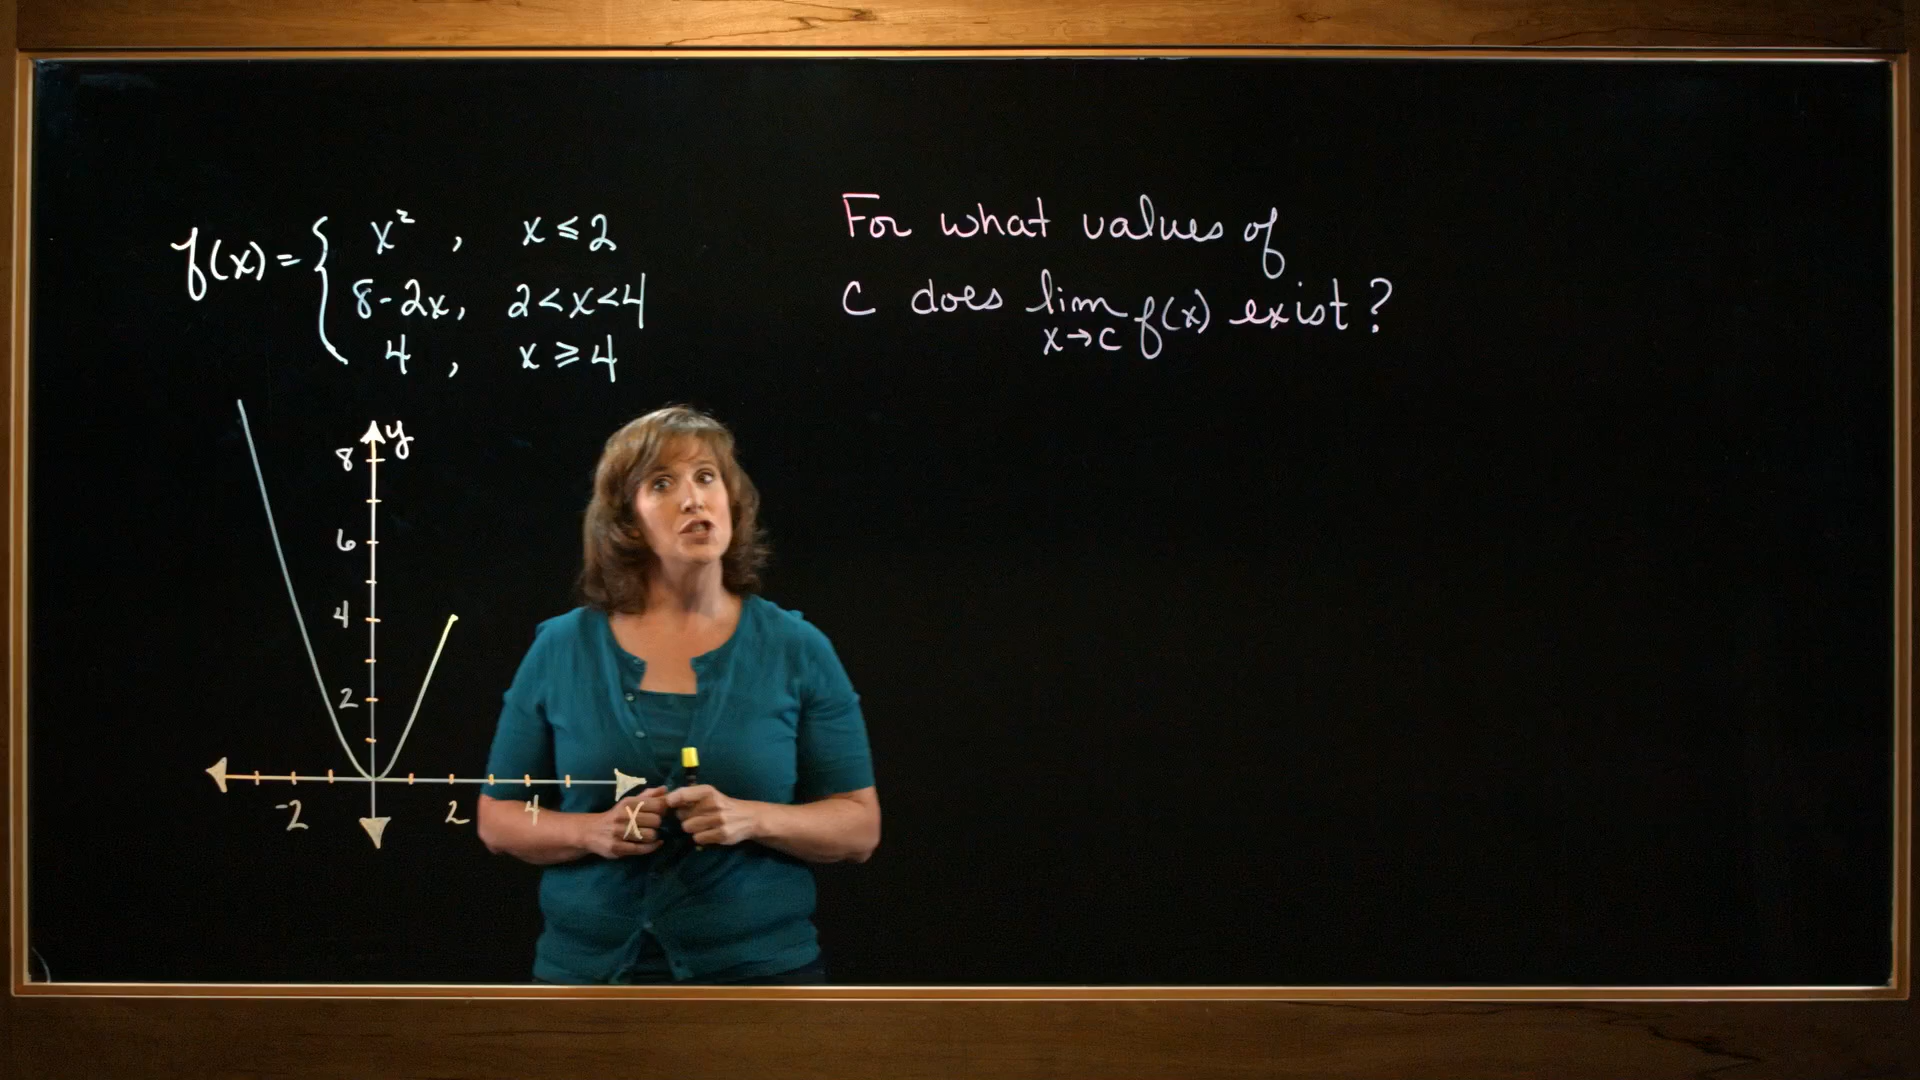 f(x) = { x², x ≤ 2
8-2x, 2 < x < 4
4, x ≥ 4
For what values of
c does lim f(x) exist?
x→c
y
8
6
4
2
-2 2 4 x